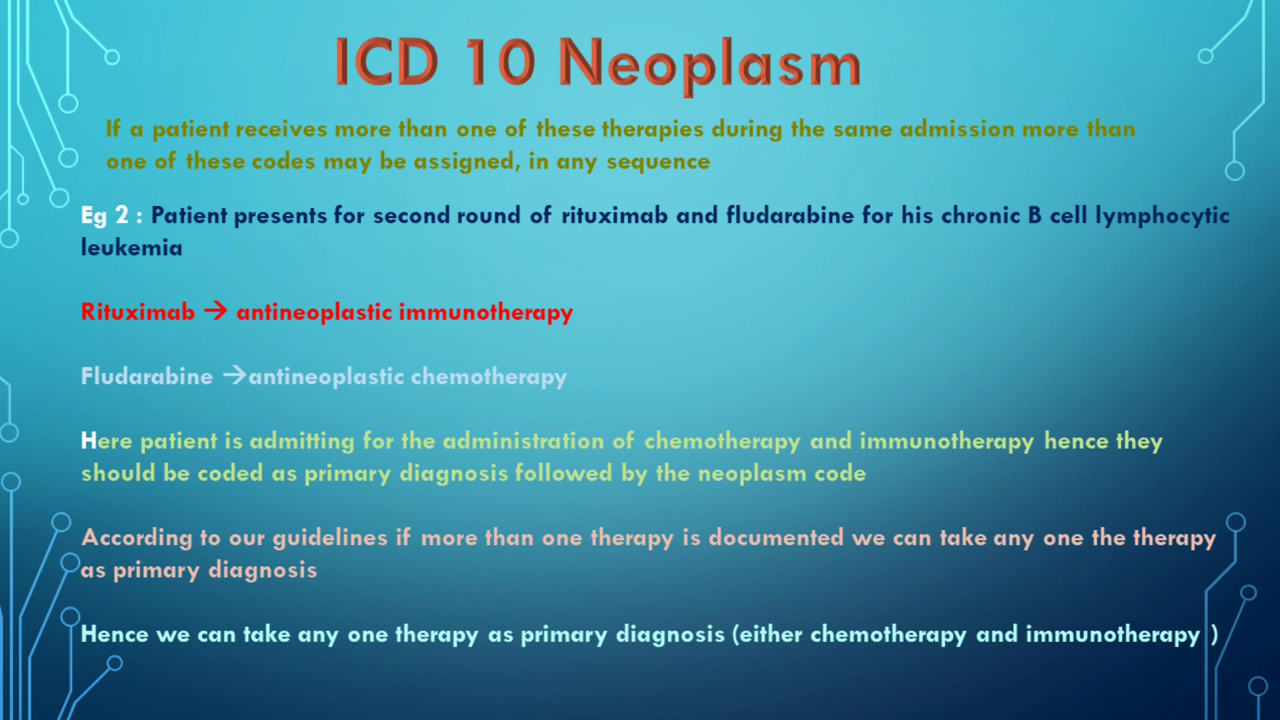 ICD 10 Neoplasm
If a patient receives more than one of these therapies during the same admission more than
one of these codes may be assigned, in any sequence
Eg 2 : Patient presents for second round of rituximab and fludarabine for his chronic B cell lymphocytic
leukemia
Rituximab → antineoplastic immunotherapy
Fludarabine →antineoplastic chemotherapy
Here patient is admitting for the administration of chemotherapy and immunotherapy hence they
should be coded as primary diagnosis followed by the neoplasm code
According to our guidelines if more than one therapy is documented we can take any one the therapy
as primary diagnosis
Hence we can take any one therapy as primary diagnosis (either chemotherapy and immunotherapy )